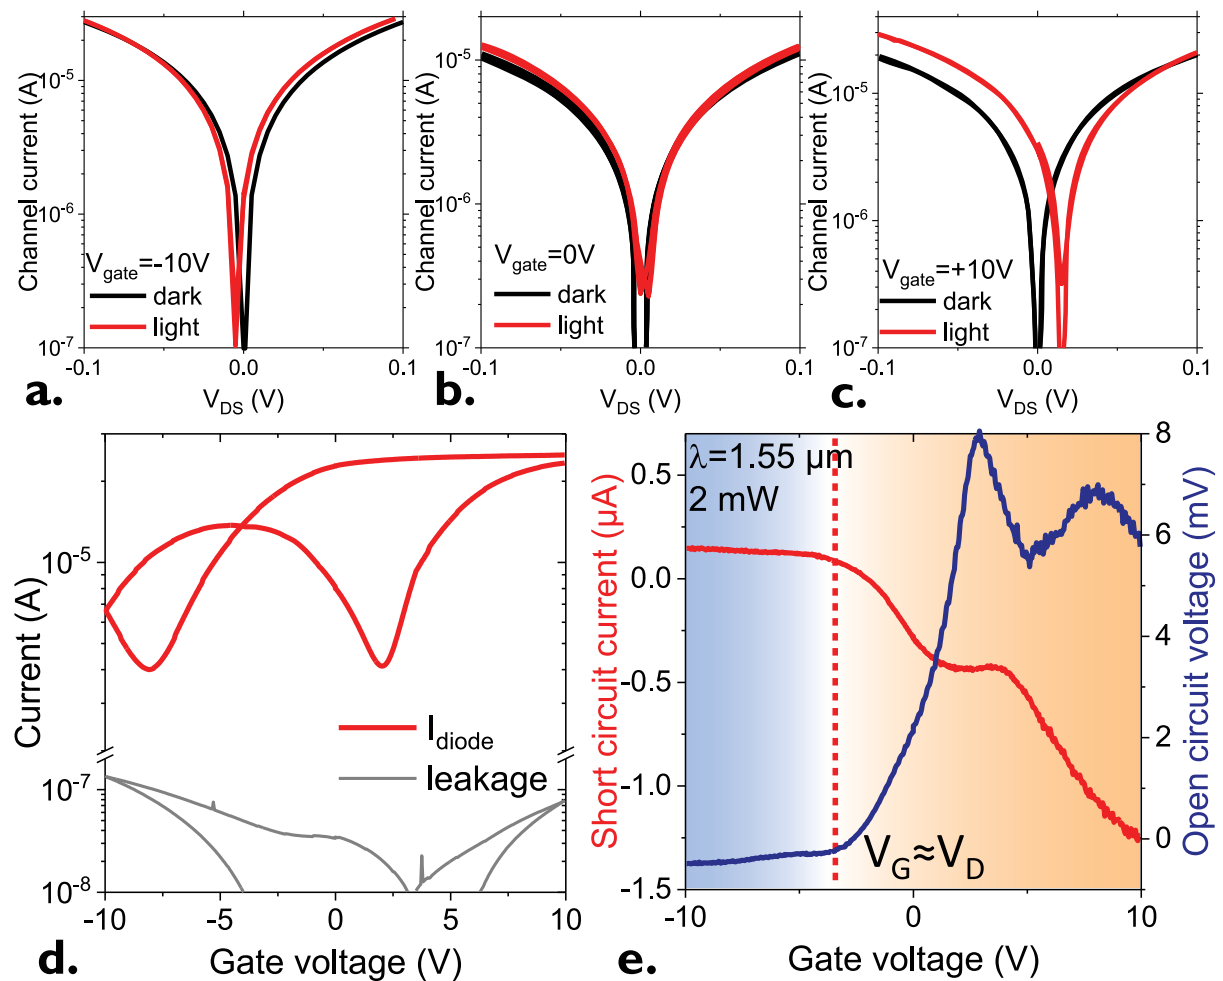 Channel current (A)
10⁻⁵
10⁻⁶
10⁻⁷
V_gate=-10V
dark
light
-0.1
0.0
0.1
V_DS (V)
a.
Channel current (A)
10⁻⁵
10⁻⁶
10⁻⁷
V_gate=0V
dark
light
-0.1
0.0
0.1
V_DS (V)
b.
Channel current (A)
10⁻⁵
10⁻⁶
10⁻⁷
V_gate=+10V
dark
light
-0.1
0.0
0.1
V_DS (V)
c.
Current (A)
10⁻⁵
10⁻⁷
10⁻⁸
I_diode
leakage
-10
-5
0
5
10
Gate voltage (V)
d.
Short circuit current (µA)
0.5
0.0
-0.5
-1.0
-1.5
λ=1.55 µm
2 mW
V_G≈V_D
8
6
4
2
0
Open circuit voltage (mV)
-10
0
10
Gate voltage (V)
e.